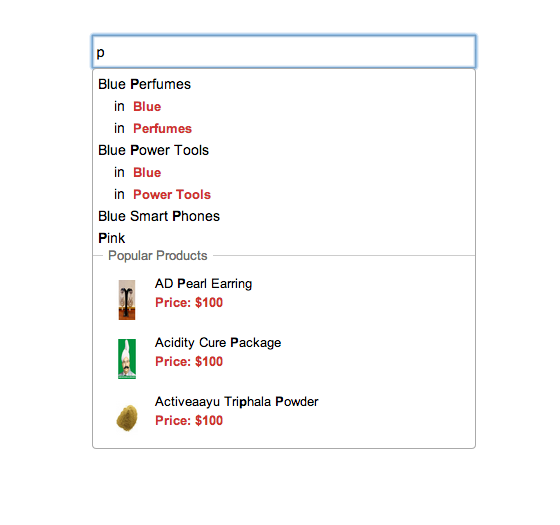 p
Blue Perfumes
in Blue
in Perfumes
Blue Power Tools
in Blue
in Power Tools
Blue Smart Phones
Pink
Popular Products
AD Pearl Earring
Price: $100
Acidity Cure Package
Price: $100
Activeaayu Triphala Powder
Price: $100